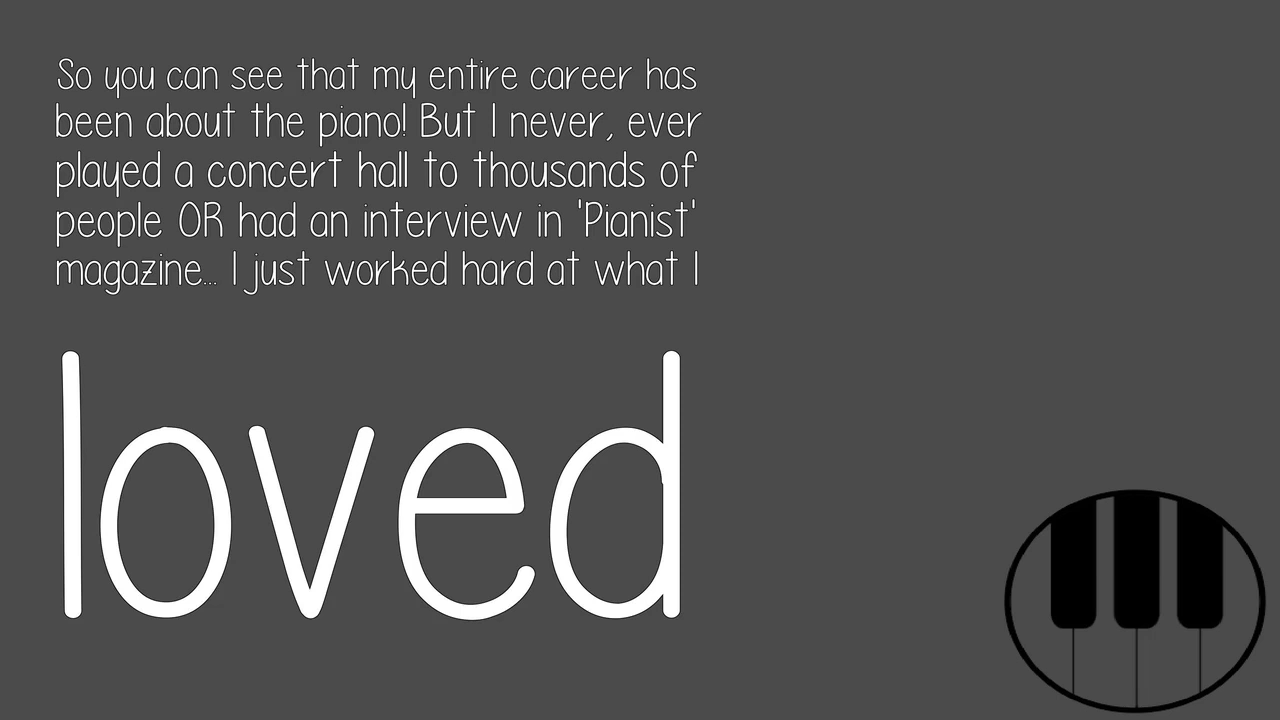 So you can see that my entire career has
been about the piano! But I never, ever
played a concert hall to thousands of
people OR had an interview in 'Pianist'
magazine... I just worked hard at what I
loved